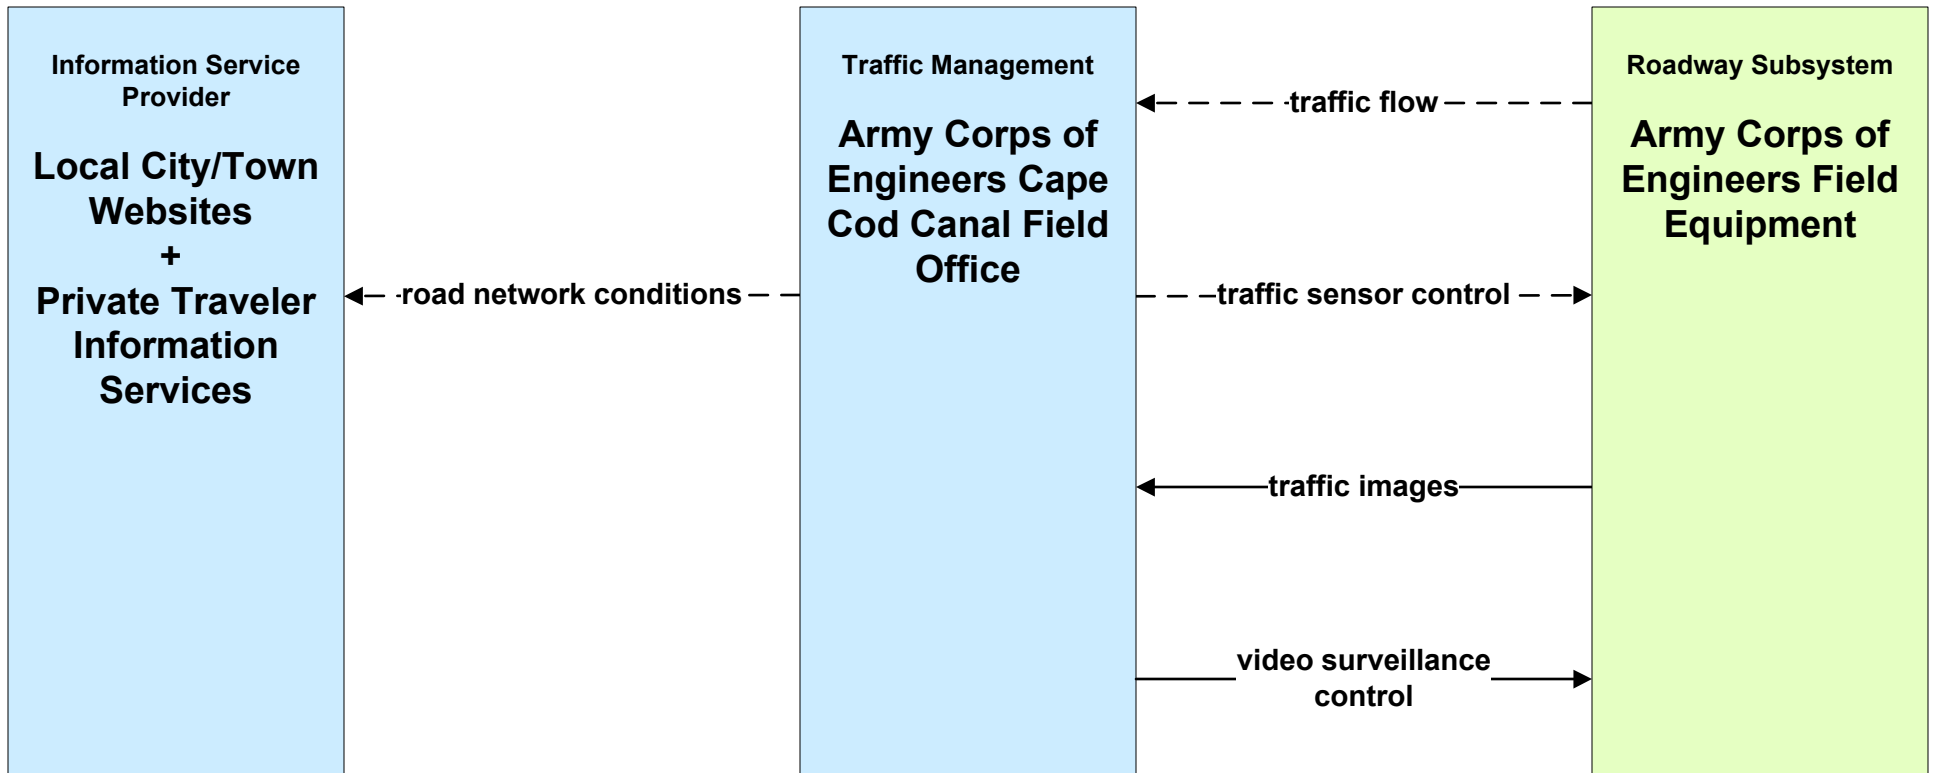 Information Service
Provider
Local City/Town
Websites
+
Private Traveler
Information
Services
road network conditions
Traffic Management
Army Corps of
Engineers Cape
Cod Canal Field
Office
traffic flow
traffic sensor control
traffic images
video surveillance
control
Roadway Subsystem
Army Corps of
Engineers Field
Equipment